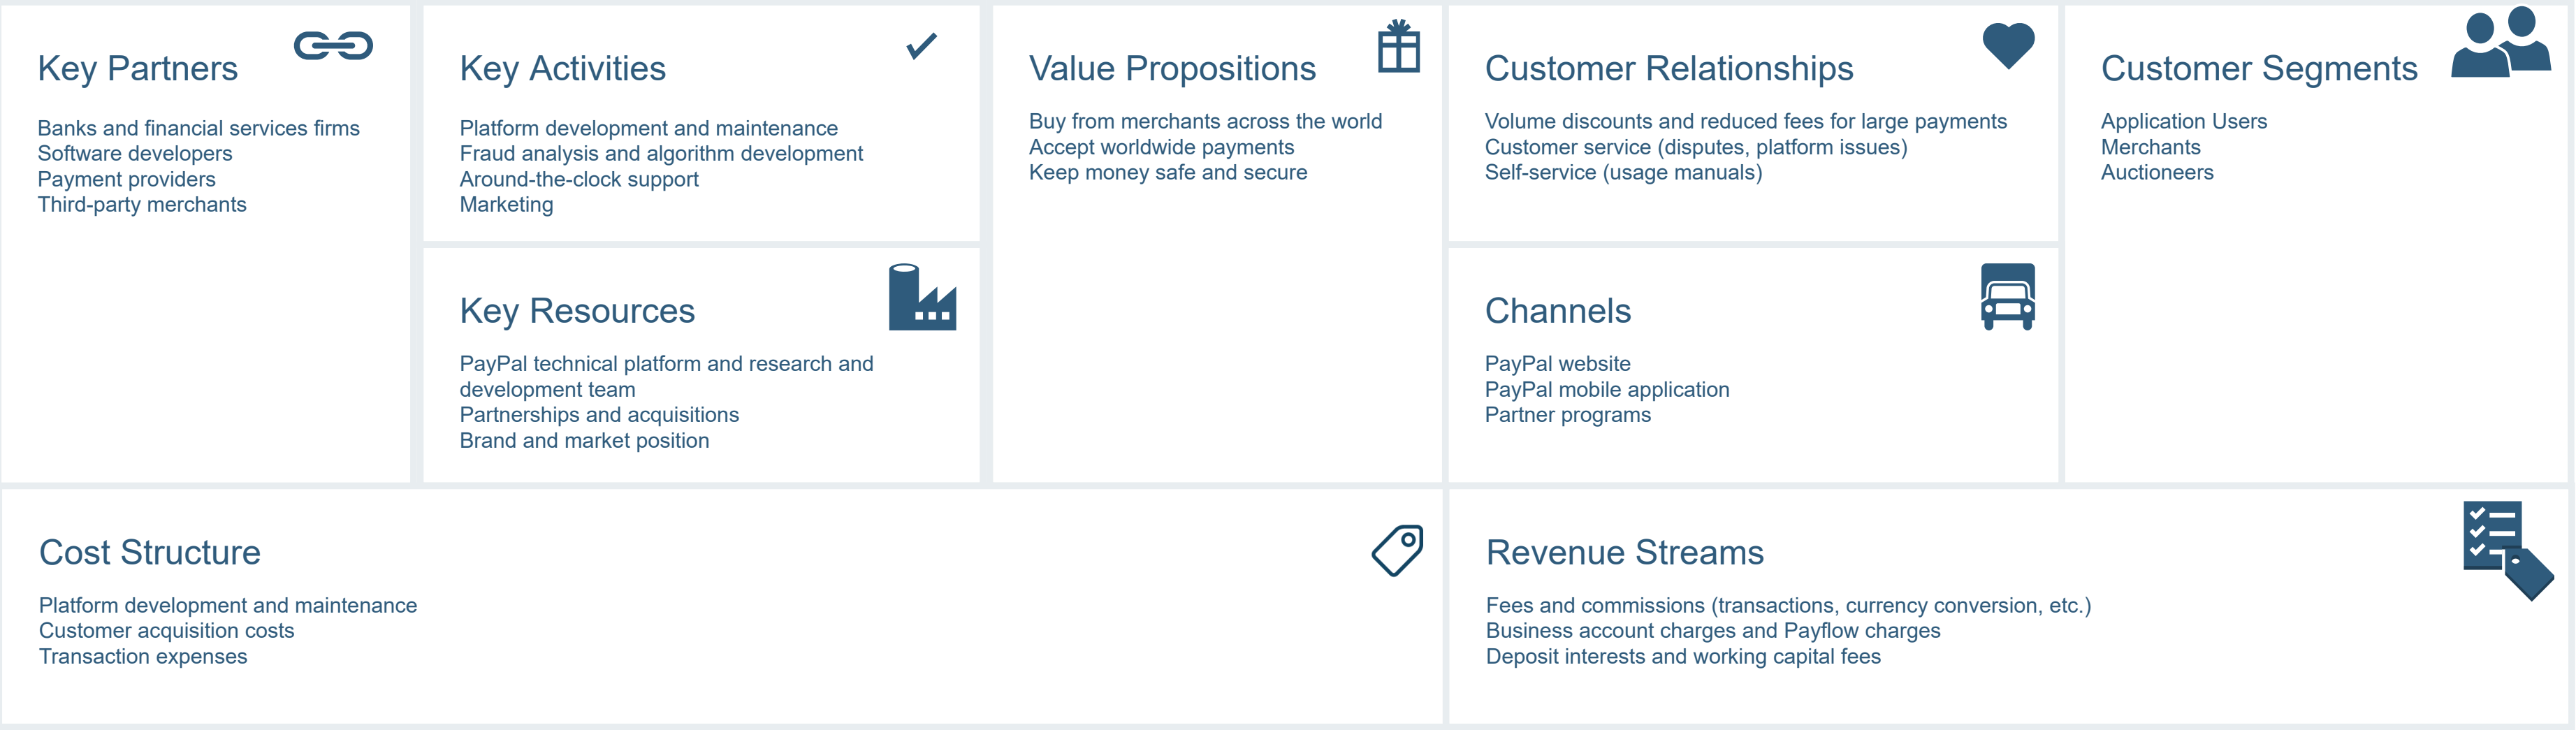 Key Partners
Banks and financial services firms
Software developers
Payment providers
Third-party merchants
Key Activities
Platform development and maintenance
Fraud analysis and algorithm development
Around-the-clock support
Marketing
Key Resources
PayPal technical platform and research and
development team
Partnerships and acquisitions
Brand and market position
Value Propositions
Buy from merchants across the world
Accept worldwide payments
Keep money safe and secure
Customer Relationships
Volume discounts and reduced fees for large payments
Customer service (disputes, platform issues)
Self-service (usage manuals)
Channels
PayPal website
PayPal mobile application
Partner programs
Customer Segments
Application Users
Merchants
Auctioneers
Cost Structure
Platform development and maintenance
Customer acquisition costs
Transaction expenses
Revenue Streams
Fees and commissions (transactions, currency conversion, etc.)
Business account charges and Payflow charges
Deposit interests and working capital fees